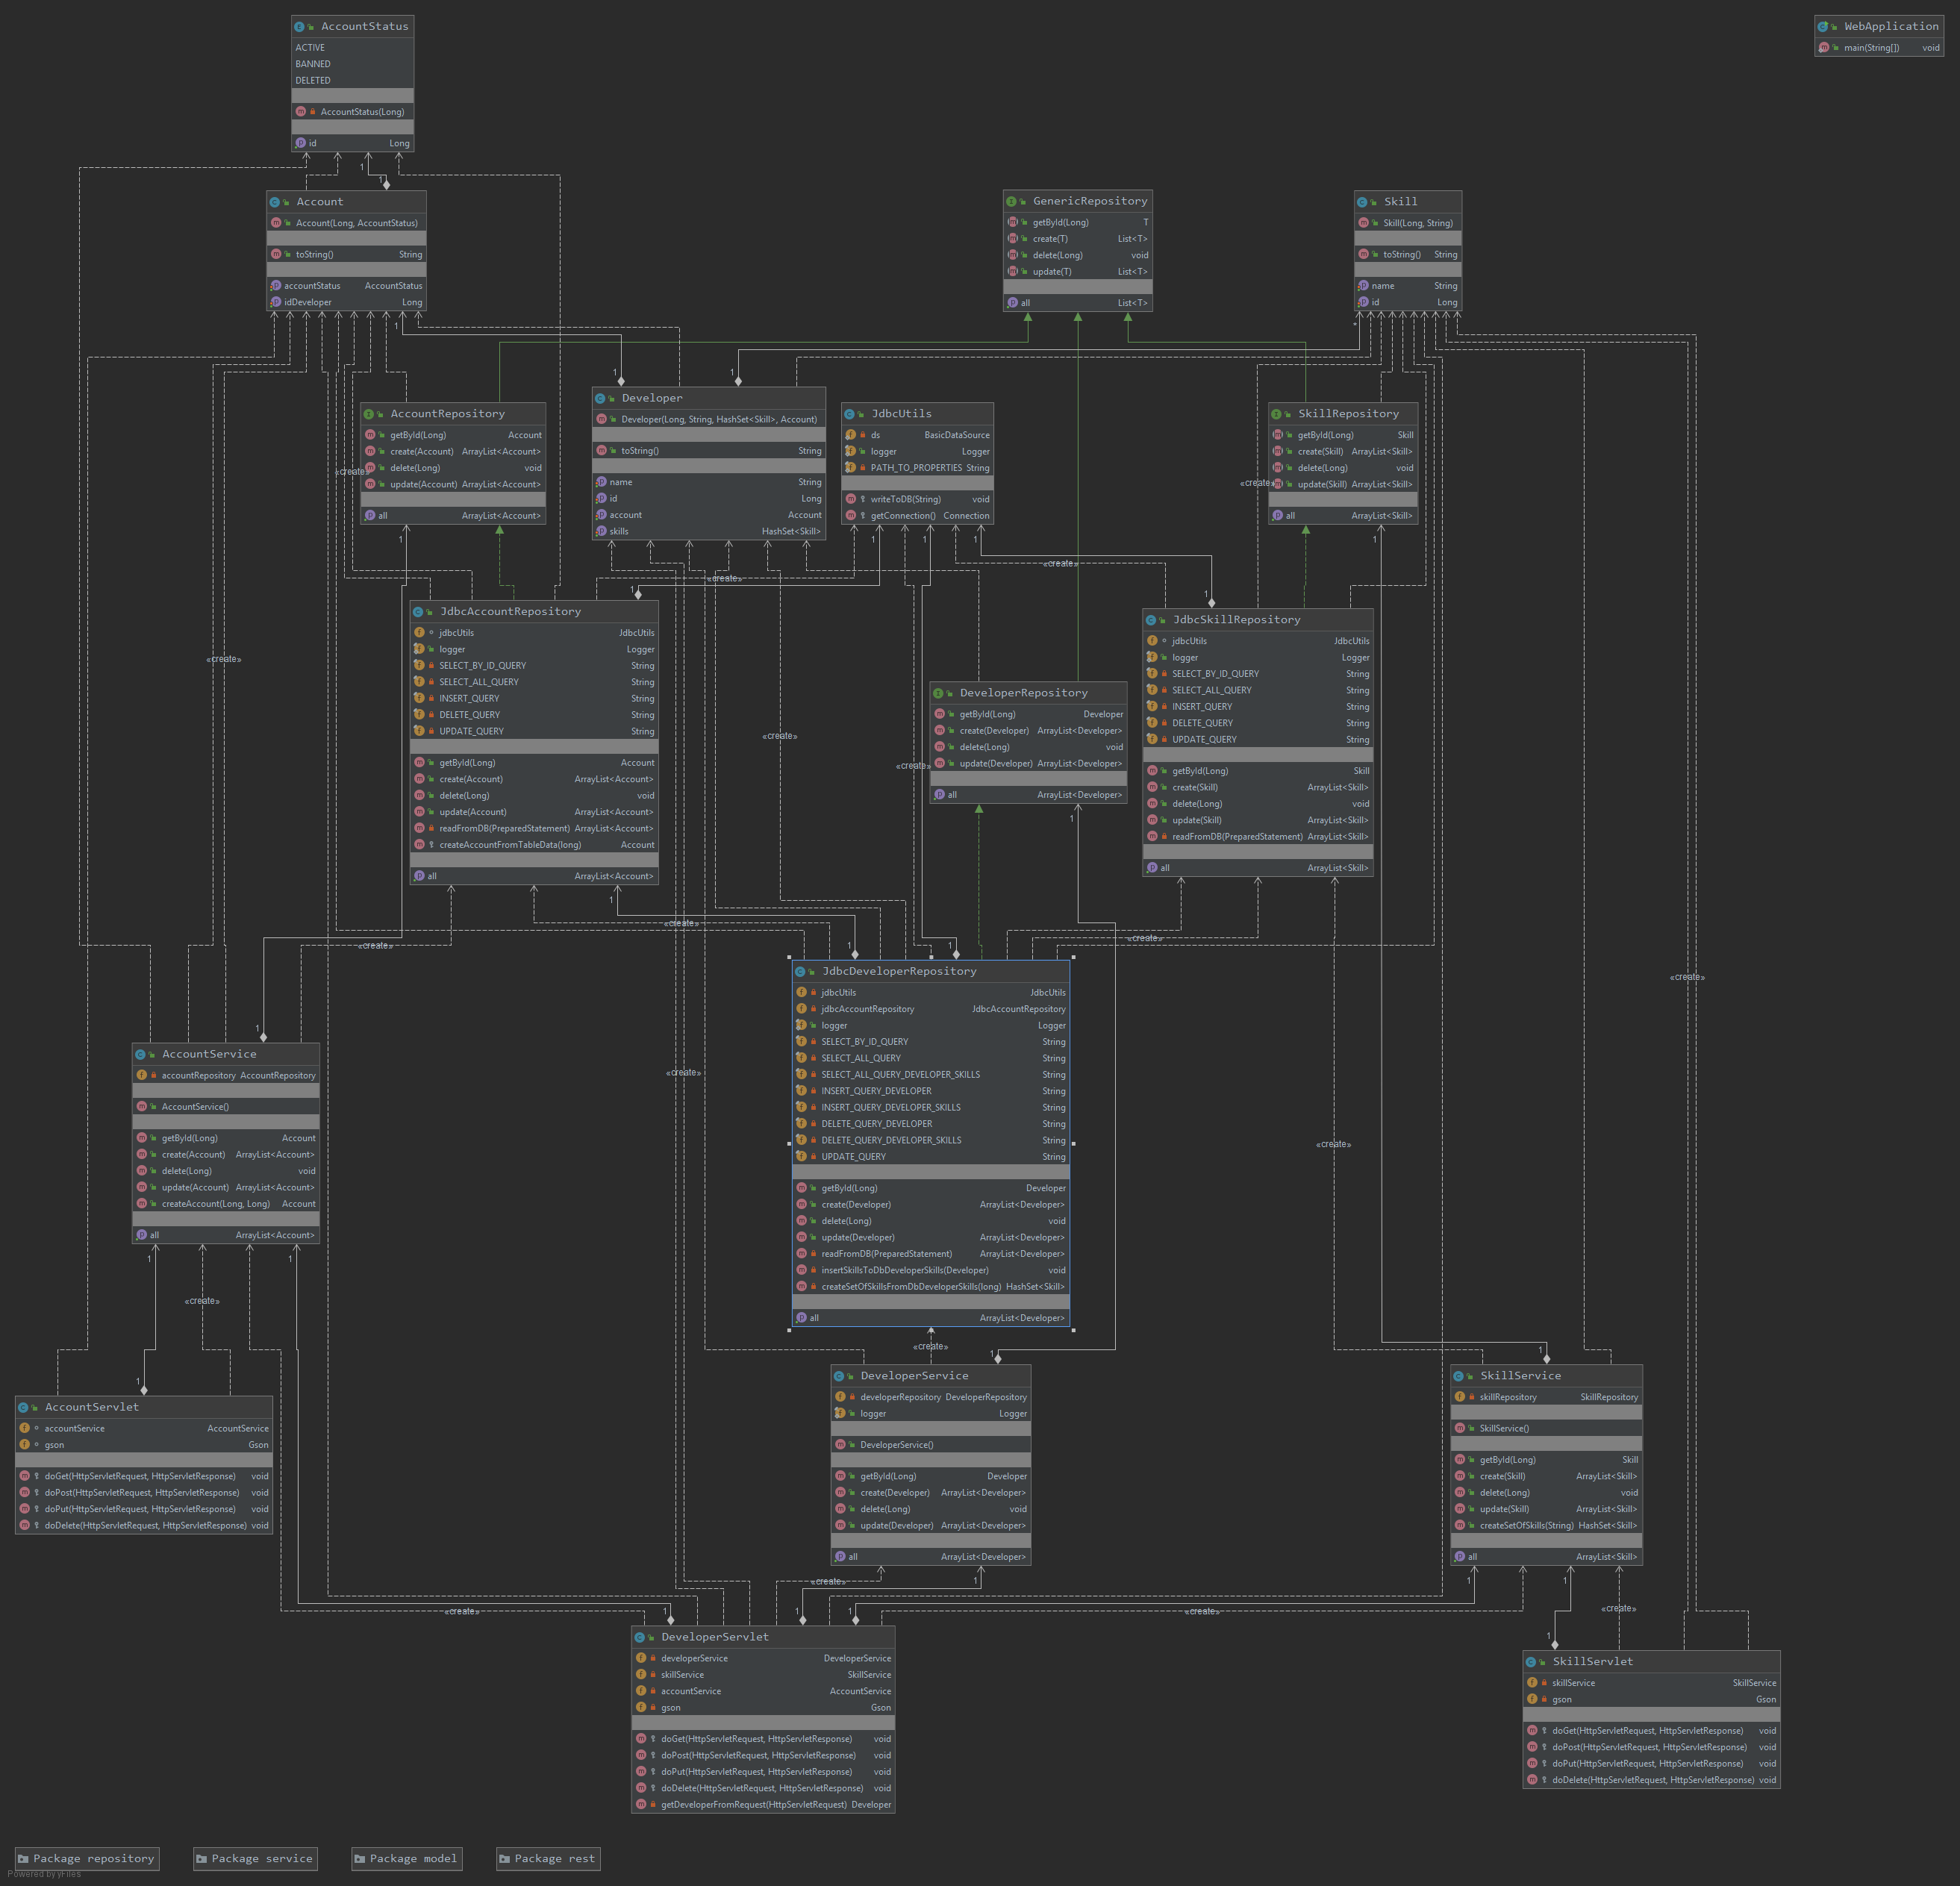 AccountStatus
ACTIVE
BANNED
DELETED
AccountStatus(Long)
id Long
WebApplication
main(String[]) void
1
1
Account
Account(Long, AccountStatus)
toString() String
accountStatus AccountStatus
idDeveloper Long
GenericRepository
getById(Long) T
create(T) List<T>
delete(Long) void
update(T) List<T>
all List<T>
Skill
Skill(Long, String)
toString() String
name String
id Long
1
*
1
1
AccountRepository
getById(Long) Account
create(Account) ArrayList<Account>
delete(Long) void
update(Account) ArrayList<Account>
all ArrayList<Account>
«create»
Developer
Developer(Long, String, HashSet<Skill>, Account)
toString() String
name String
id Long
account Account
skills HashSet<Skill>
JdbcUtils
ds BasicDataSource
logger Logger
PATH_TO_PROPERTIES String
writeToDB(String) void
getConnection() Connection
SkillRepository
getById(Long) Skill
create(Skill) ArrayList<Skill>
delete(Long) void
update(Skill) ArrayList<Skill>
all ArrayList<Skill>
«create»
1
1
1
1
1
«create»
«create»
1
1
JdbcAccountRepository
jdbcUtils JdbcUtils
logger Logger
SELECT_BY_ID_QUERY String
SELECT_ALL_QUERY String
INSERT_QUERY String
DELETE_QUERY String
UPDATE_QUERY String
getById(Long) Account
create(Account) ArrayList<Account>
delete(Long) void
update(Account) ArrayList<Account>
readFromDB(PreparedStatement) ArrayList<Account>
createAccountFromTableData(long) Account
all ArrayList<Account>
JdbcSkillRepository
jdbcUtils JdbcUtils
logger Logger
SELECT_BY_ID_QUERY String
SELECT_ALL_QUERY String
INSERT_QUERY String
DELETE_QUERY String
UPDATE_QUERY String
getById(Long) Skill
create(Skill) ArrayList<Skill>
delete(Long) void
update(Skill) ArrayList<Skill>
readFromDB(PreparedStatement) ArrayList<Skill>
all ArrayList<Skill>
«create»
DeveloperRepository
getById(Long) Developer
create(Developer) ArrayList<Developer>
delete(Long) void
update(Developer) ArrayList<Developer>
all ArrayList<Developer>
«create»
«create»
1
1
«create»
«create»
«create»
1
1
JdbcDeveloperRepository
jdbcUtils JdbcUtils
jdbcAccountRepository JdbcAccountRepository
logger Logger
SELECT_BY_ID_QUERY String
SELECT_ALL_QUERY String
SELECT_ALL_QUERY_DEVELOPER_SKILLS String
INSERT_QUERY_DEVELOPER String
INSERT_QUERY_DEVELOPER_SKILLS String
DELETE_QUERY_DEVELOPER String
DELETE_QUERY_DEVELOPER_SKILLS String
UPDATE_QUERY String
getById(Long) Developer
create(Developer) ArrayList<Developer>
delete(Long) void
update(Developer) ArrayList<Developer>
readFromDB(PreparedStatement) ArrayList<Developer>
insertSkillsToDbDeveloperSkills(Developer) void
createSetOfSkillsFromDbDeveloperSkills(long) HashSet<Skill>
all ArrayList<Developer>
«create»
1
AccountService
accountRepository AccountRepository
AccountService()
getById(Long) Account
create(Account) ArrayList<Account>
delete(Long) void
update(Account) ArrayList<Account>
createAccount(Long, Long) Account
all ArrayList<Account>
«create»
«create»
1
1
«create»
«create»
1
1
1
AccountServlet
accountService AccountService
gson Gson
doGet(HttpServletRequest, HttpServletResponse) void
doPost(HttpServletRequest, HttpServletResponse) void
doPut(HttpServletRequest, HttpServletResponse) void
doDelete(HttpServletRequest, HttpServletResponse) void
DeveloperService
developerRepository DeveloperRepository
logger Logger
DeveloperService()
getById(Long) Developer
create(Developer) ArrayList<Developer>
delete(Long) void
update(Developer) ArrayList<Developer>
all ArrayList<Developer>
SkillService
skillRepository SkillRepository
SkillService()
getById(Long) Skill
create(Skill) ArrayList<Skill>
delete(Long) void
update(Skill) ArrayList<Skill>
createSetOfSkills(String) HashSet<Skill>
all ArrayList<Skill>
«create»
1
1
1
«create»
1
1
1
«create»
«create»
1
DeveloperServlet
developerService DeveloperService
skillService SkillService
accountService AccountService
gson Gson
doGet(HttpServletRequest, HttpServletResponse) void
doPost(HttpServletRequest, HttpServletResponse) void
doPut(HttpServletRequest, HttpServletResponse) void
doDelete(HttpServletRequest, HttpServletResponse) void
getDeveloperFromRequest(HttpServletRequest) Developer
SkillServlet
skillService SkillService
gson Gson
doGet(HttpServletRequest, HttpServletResponse) void
doPost(HttpServletRequest, HttpServletResponse) void
doPut(HttpServletRequest, HttpServletResponse) void
doDelete(HttpServletRequest, HttpServletResponse) void
Package repository
Package service
Package model
Package rest
Powered by yFiles